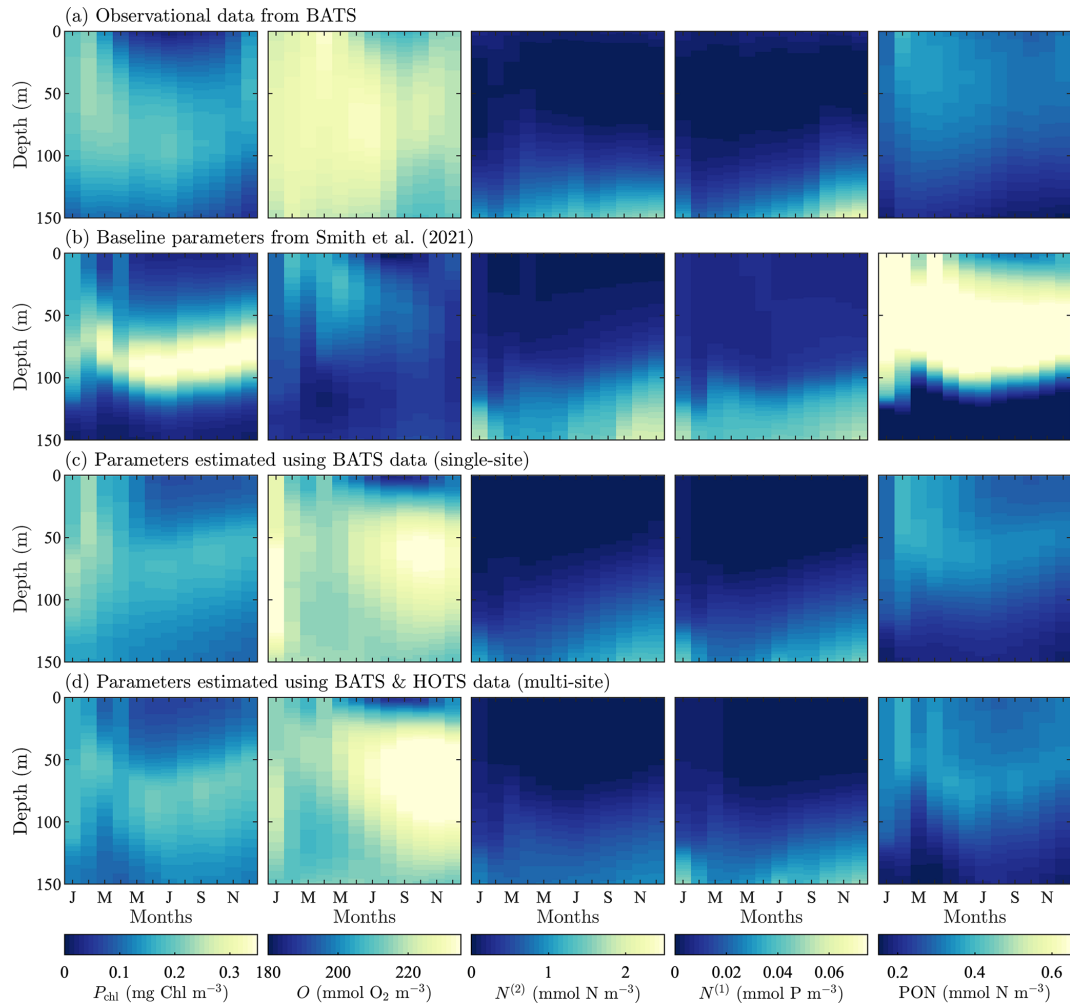 (a) Observational data from BATS
0
50
100
150
Depth (m)
(b) Baseline parameters from Smith et al. (2021)
0
50
100
150
Depth (m)
(c) Parameters estimated using BATS data (single-site)
0
50
100
150
Depth (m)
(d) Parameters estimated using BATS & HOTS data (multi-site)
0
50
100
150
Depth (m)
J M M J S N
J M M J S N
J M M J S N
J M M J S N
J M M J S N
Months Months Months Months Months
0 0.1 0.2 0.3
180 200 220
0 1 2
0 0.02 0.04 0.06
0.2 0.4 0.6
P_chl (mg Chl m⁻³)
O (mmol O₂ m⁻³)
N⁽²⁾ (mmol N m⁻³)
N⁽¹⁾ (mmol P m⁻³)
PON (mmol N m⁻³)